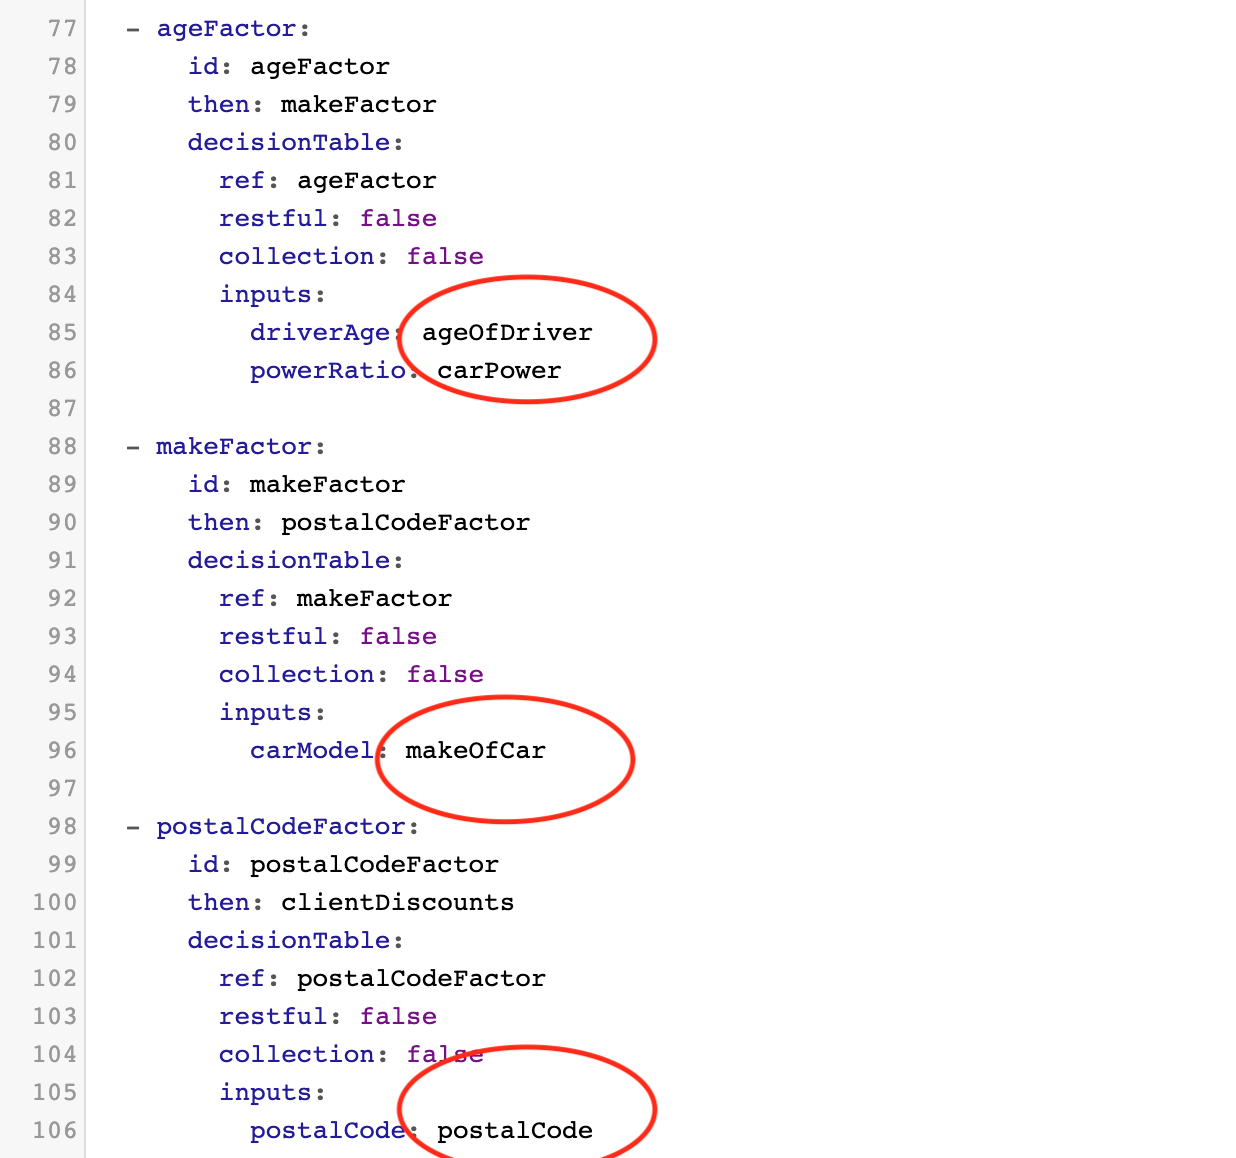 77 - ageFactor:
78 id: ageFactor
79 then: makeFactor
80 decisionTable:
81 ref: ageFactor
82 restful: false
83 collection: false
84 inputs:
85 driverAge: ageOfDriver
86 powerRatio: carPower
87
88 - makeFactor:
89 id: makeFactor
90 then: postalCodeFactor
91 decisionTable:
92 ref: makeFactor
93 restful: false
94 collection: false
95 inputs:
96 carModel: makeOfCar
97
98 - postalCodeFactor:
99 id: postalCodeFactor
100 then: clientDiscounts
101 decisionTable:
102 ref: postalCodeFactor
103 restful: false
104 collection: false
105 inputs:
106 postalCode: postalCode